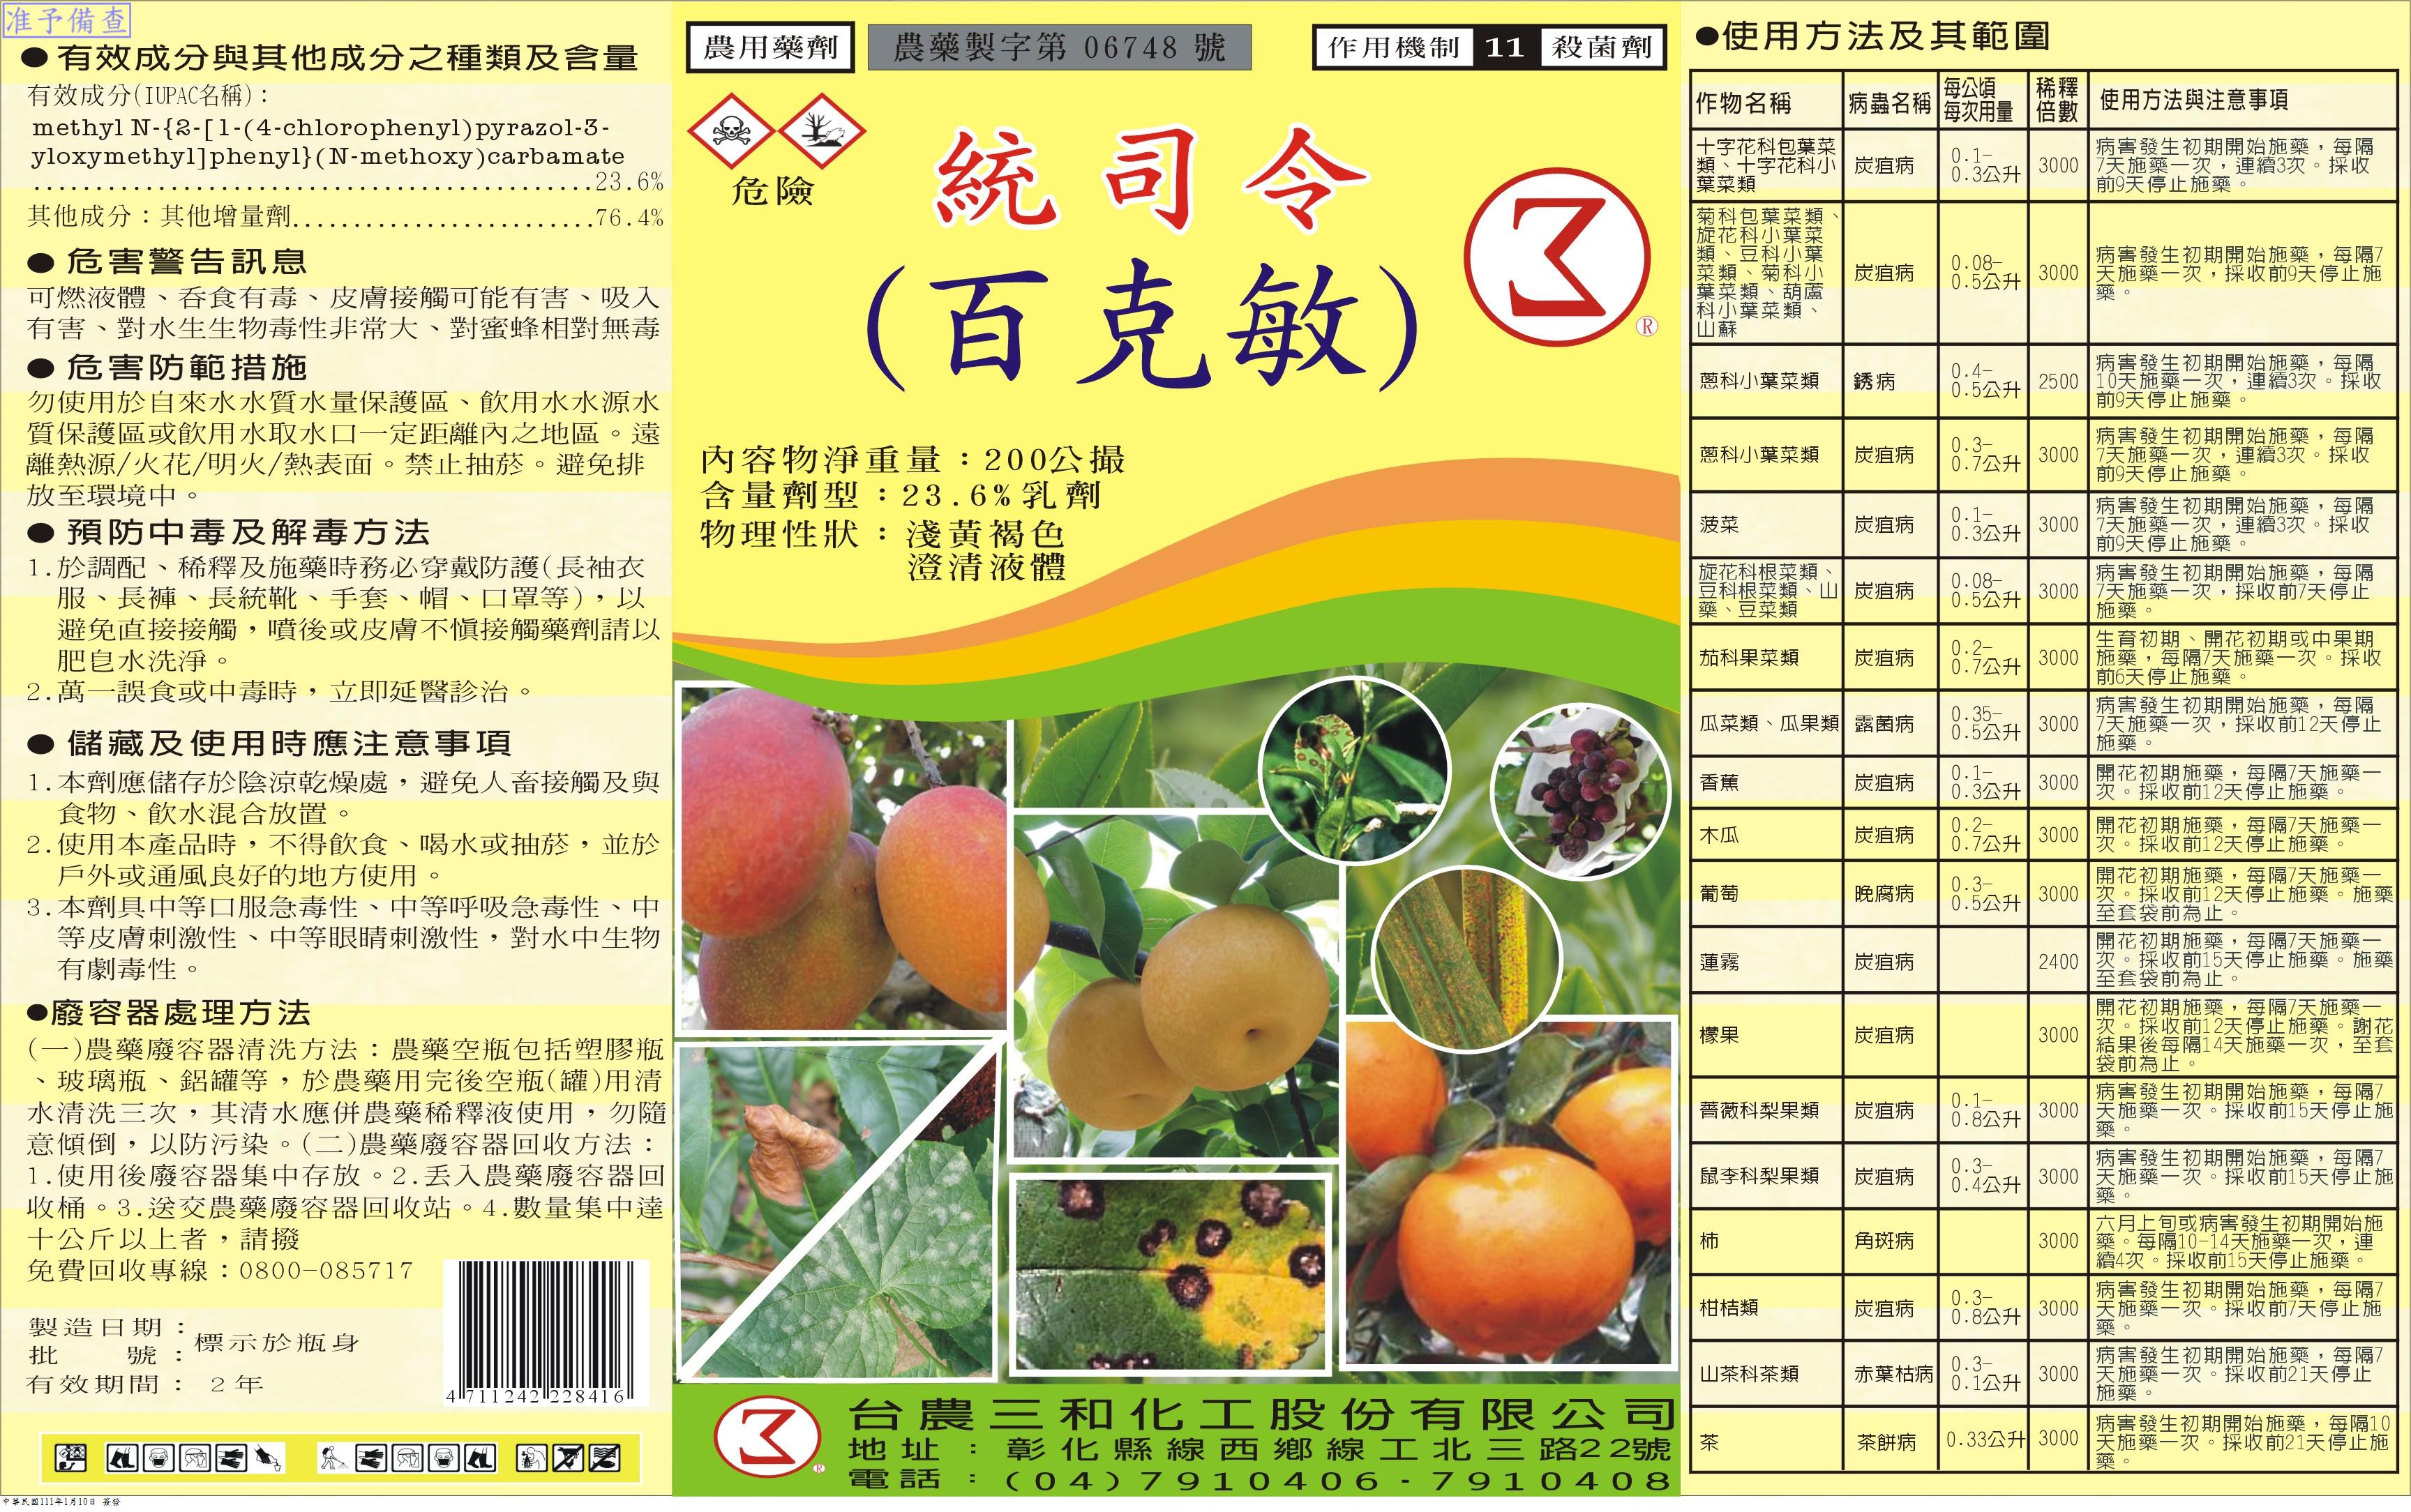 准予備查
●有效成分與其他成分之種類及含量
有效成分(IUPAC名稱):
methyl N-{2-[1-(4-chlorophenyl)pyrazol-3-
yloxymethyl]phenyl}(N-methoxy)carbamate
........................................................23.6%
其他成分：其他增量劑..............................76.4%
● 危害警告訊息
可燃液體、吞食有毒、皮膚接觸可能有害、吸入
有害、對水生生物毒性非常大、對蜜蜂相對無毒
● 危害防範措施
勿使用於自來水水質水量保護區、飲用水水源水
質保護區或飲用水取水口一定距離內之地區。遠
離熱源/火花/明火/熱表面。禁止抽菸。避免排
放至環境中。
● 預防中毒及解毒方法
1.於調配、稀釋及施藥時務必穿戴防護(長袖衣
服、長褲、長統靴、手套、帽、口罩等)，以
避免直接接觸，噴後或皮膚不慎接觸藥劑請以
肥皂水洗淨。
2.萬一誤食或中毒時，立即延醫診治。
● 儲藏及使用時應注意事項
1.本劑應儲存於陰涼乾燥處，避免人畜接觸及與
食物、飲水混合放置。
2.使用本產品時，不得飲食、喝水或抽菸，並於
戶外或通風良好的地方使用。
3.本劑具中等口服急毒性、中等呼吸急毒性、中
等皮膚刺激性、中等眼睛刺激性，對水中生物
有劇毒性。
●廢容器處理方法
(一)農藥廢容器清洗方法：農藥空瓶包括塑膠瓶
、玻璃瓶、鋁罐等，於農藥用完後空瓶(罐)用清
水清洗三次，其清水應併農藥稀釋液使用，勿隨
意傾倒，以防污染。(二)農藥廢容器回收方法：
1.使用後廢容器集中存放。2.丟入農藥廢容器回
收桶。3.送交農藥廢容器回收站。4.數量集中達
十公斤以上者，請撥
免費回收專線：0800-085717
製造日期：
批　　號：
標示於瓶身
有效期間： 2年
4 711242 228416
中華民國111年1月10日 簽發
農用藥劑
農藥製字第 06748 號
作用機制 11 殺菌劑
危險
統司令
(百克敏)
®
內容物淨重量：200公撮
含量劑型：23.6%乳劑
物理性狀：淺黃褐色
澄清液體
台農三和化工股份有限公司
地址：彰化縣線西鄉線工北三路22號
電話：(04)7910406-7910408
®
●使用方法及其範圍
作物名稱 病蟲名稱 每公頃每次用量 稀釋倍數 使用方法與注意事項
十字花科包葉菜
類、十字花科小
葉菜類
炭疽病
0.1-
0.3公升
3000
病害發生初期開始施藥，每隔
7天施藥一次，連續3次。採收
前9天停止施藥。
菊科包葉菜類、
旋花科小葉菜
類、豆科小葉
菜類、菊科小
葉菜類、葫蘆
科小葉菜類、
山蘇
炭疽病
0.08-
0.5公升
3000
病害發生初期開始施藥，每隔7
天施藥一次，採收前9天停止施
藥。
蔥科小葉菜類
銹病
0.4-
0.5公升
2500
病害發生初期開始施藥，每隔
10天施藥一次，連續3次。採收
前9天停止施藥。
蔥科小葉菜類
炭疽病
0.3-
0.7公升
3000
病害發生初期開始施藥，每隔
7天施藥一次，連續3次。採收
前9天停止施藥。
菠菜
炭疽病
0.1-
0.3公升
3000
病害發生初期開始施藥，每隔
7天施藥一次，連續3次。採收
前9天停止施藥。
旋花科根菜類、
豆科根菜類、山
藥、豆菜類
炭疽病
0.08-
0.5公升
3000
病害發生初期開始施藥，每隔
7天施藥一次，採收前7天停止
施藥。
茄科果菜類
炭疽病
0.2-
0.7公升
3000
生育初期、開花初期或中果期
施藥，每隔7天施藥一次。採收
前6天停止施藥。
瓜菜類、瓜果類
露菌病
0.35-
0.5公升
3000
病害發生初期開始施藥，每隔
7天施藥一次，採收前12天停止
施藥。
香蕉
炭疽病
0.1-
0.3公升
3000
開花初期施藥，每隔7天施藥一
次。採收前12天停止施藥。
木瓜
炭疽病
0.2-
0.7公升
3000
開花初期施藥，每隔7天施藥一
次。採收前12天停止施藥。
葡萄
晚腐病
0.3-
0.5公升
3000
開花初期施藥，每隔7天施藥一
次。採收前12天停止施藥。施藥
至套袋前為止。
蓮霧
炭疽病
2400
開花初期施藥，每隔7天施藥一
次。採收前15天停止施藥。施藥
至套袋前為止。
檬果
炭疽病
3000
開花初期施藥，每隔7天施藥一
次。採收前12天停止施藥。謝花
結果後每隔14天施藥一次，至套
袋前為止。
薔薇科梨果類
炭疽病
0.1-
0.8公升
3000
病害發生初期開始施藥，每隔7
天施藥一次。採收前15天停止施
藥。
鼠李科梨果類
炭疽病
0.3-
0.4公升
3000
病害發生初期開始施藥，每隔7
天施藥一次。採收前15天停止施
藥。
柿
角斑病
3000
六月上旬或病害發生初期開始施
藥。每隔10-14天施藥一次，連
續4次。採收前15天停止施藥。
柑桔類
炭疽病
0.3-
0.8公升
3000
病害發生初期開始施藥，每隔7
天施藥一次。採收前7天停止施
藥。
山茶科茶類
赤葉枯病
0.3-
0.1公升
3000
病害發生初期開始施藥，每隔7
天施藥一次。採收前21天停止
施藥。
茶
茶餅病
0.33公升
3000
病害發生初期開始施藥，每隔10
天施藥一次。採收前21天停止施
藥。